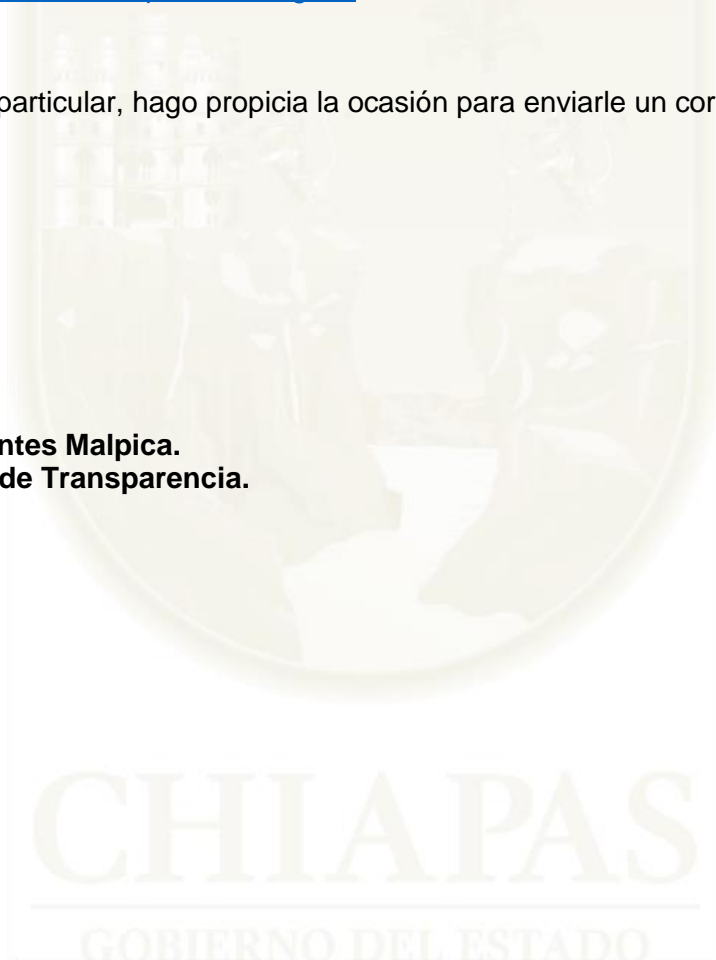 particular, hago propicia la ocasión para enviarle un cor
ntes Malpica.
de Transparencia.
CHIAPAS
GOBIERNO DEL ESTADO